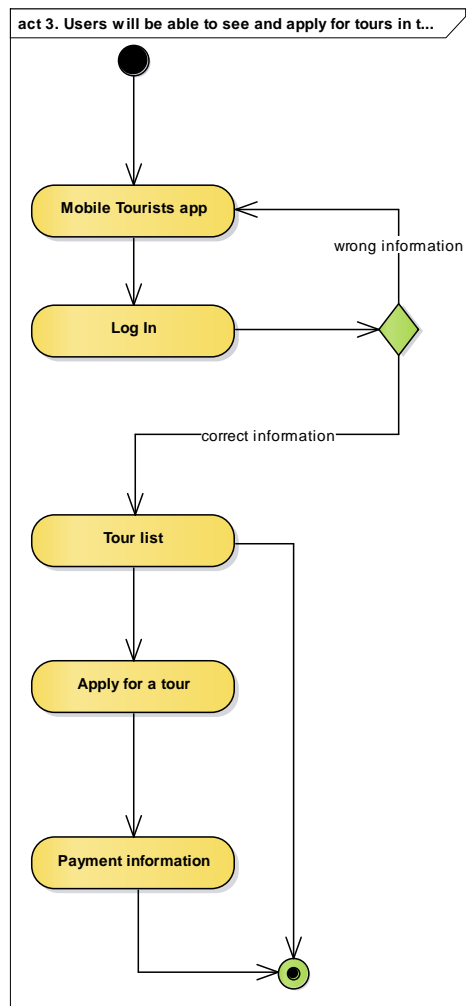 act 3. Users will be able to see and apply for tours in t...
Mobile Tourists app
wrong information
Log In
correct information
Tour list
Apply for a tour
Payment information